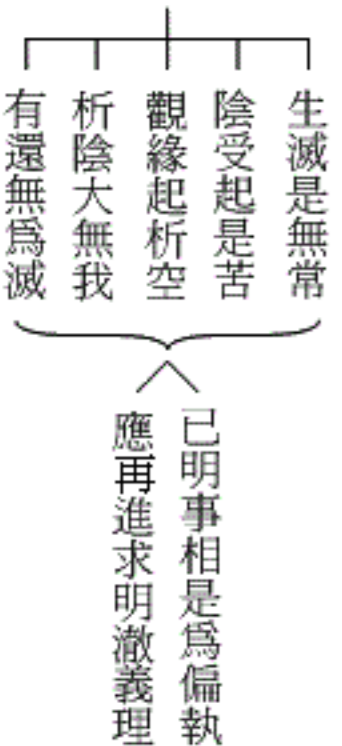 生滅是無常
陰受起是苦
觀緣起析空
析陰大無我
有還無為滅
已明事相是為偏執
應再進求明澈義理